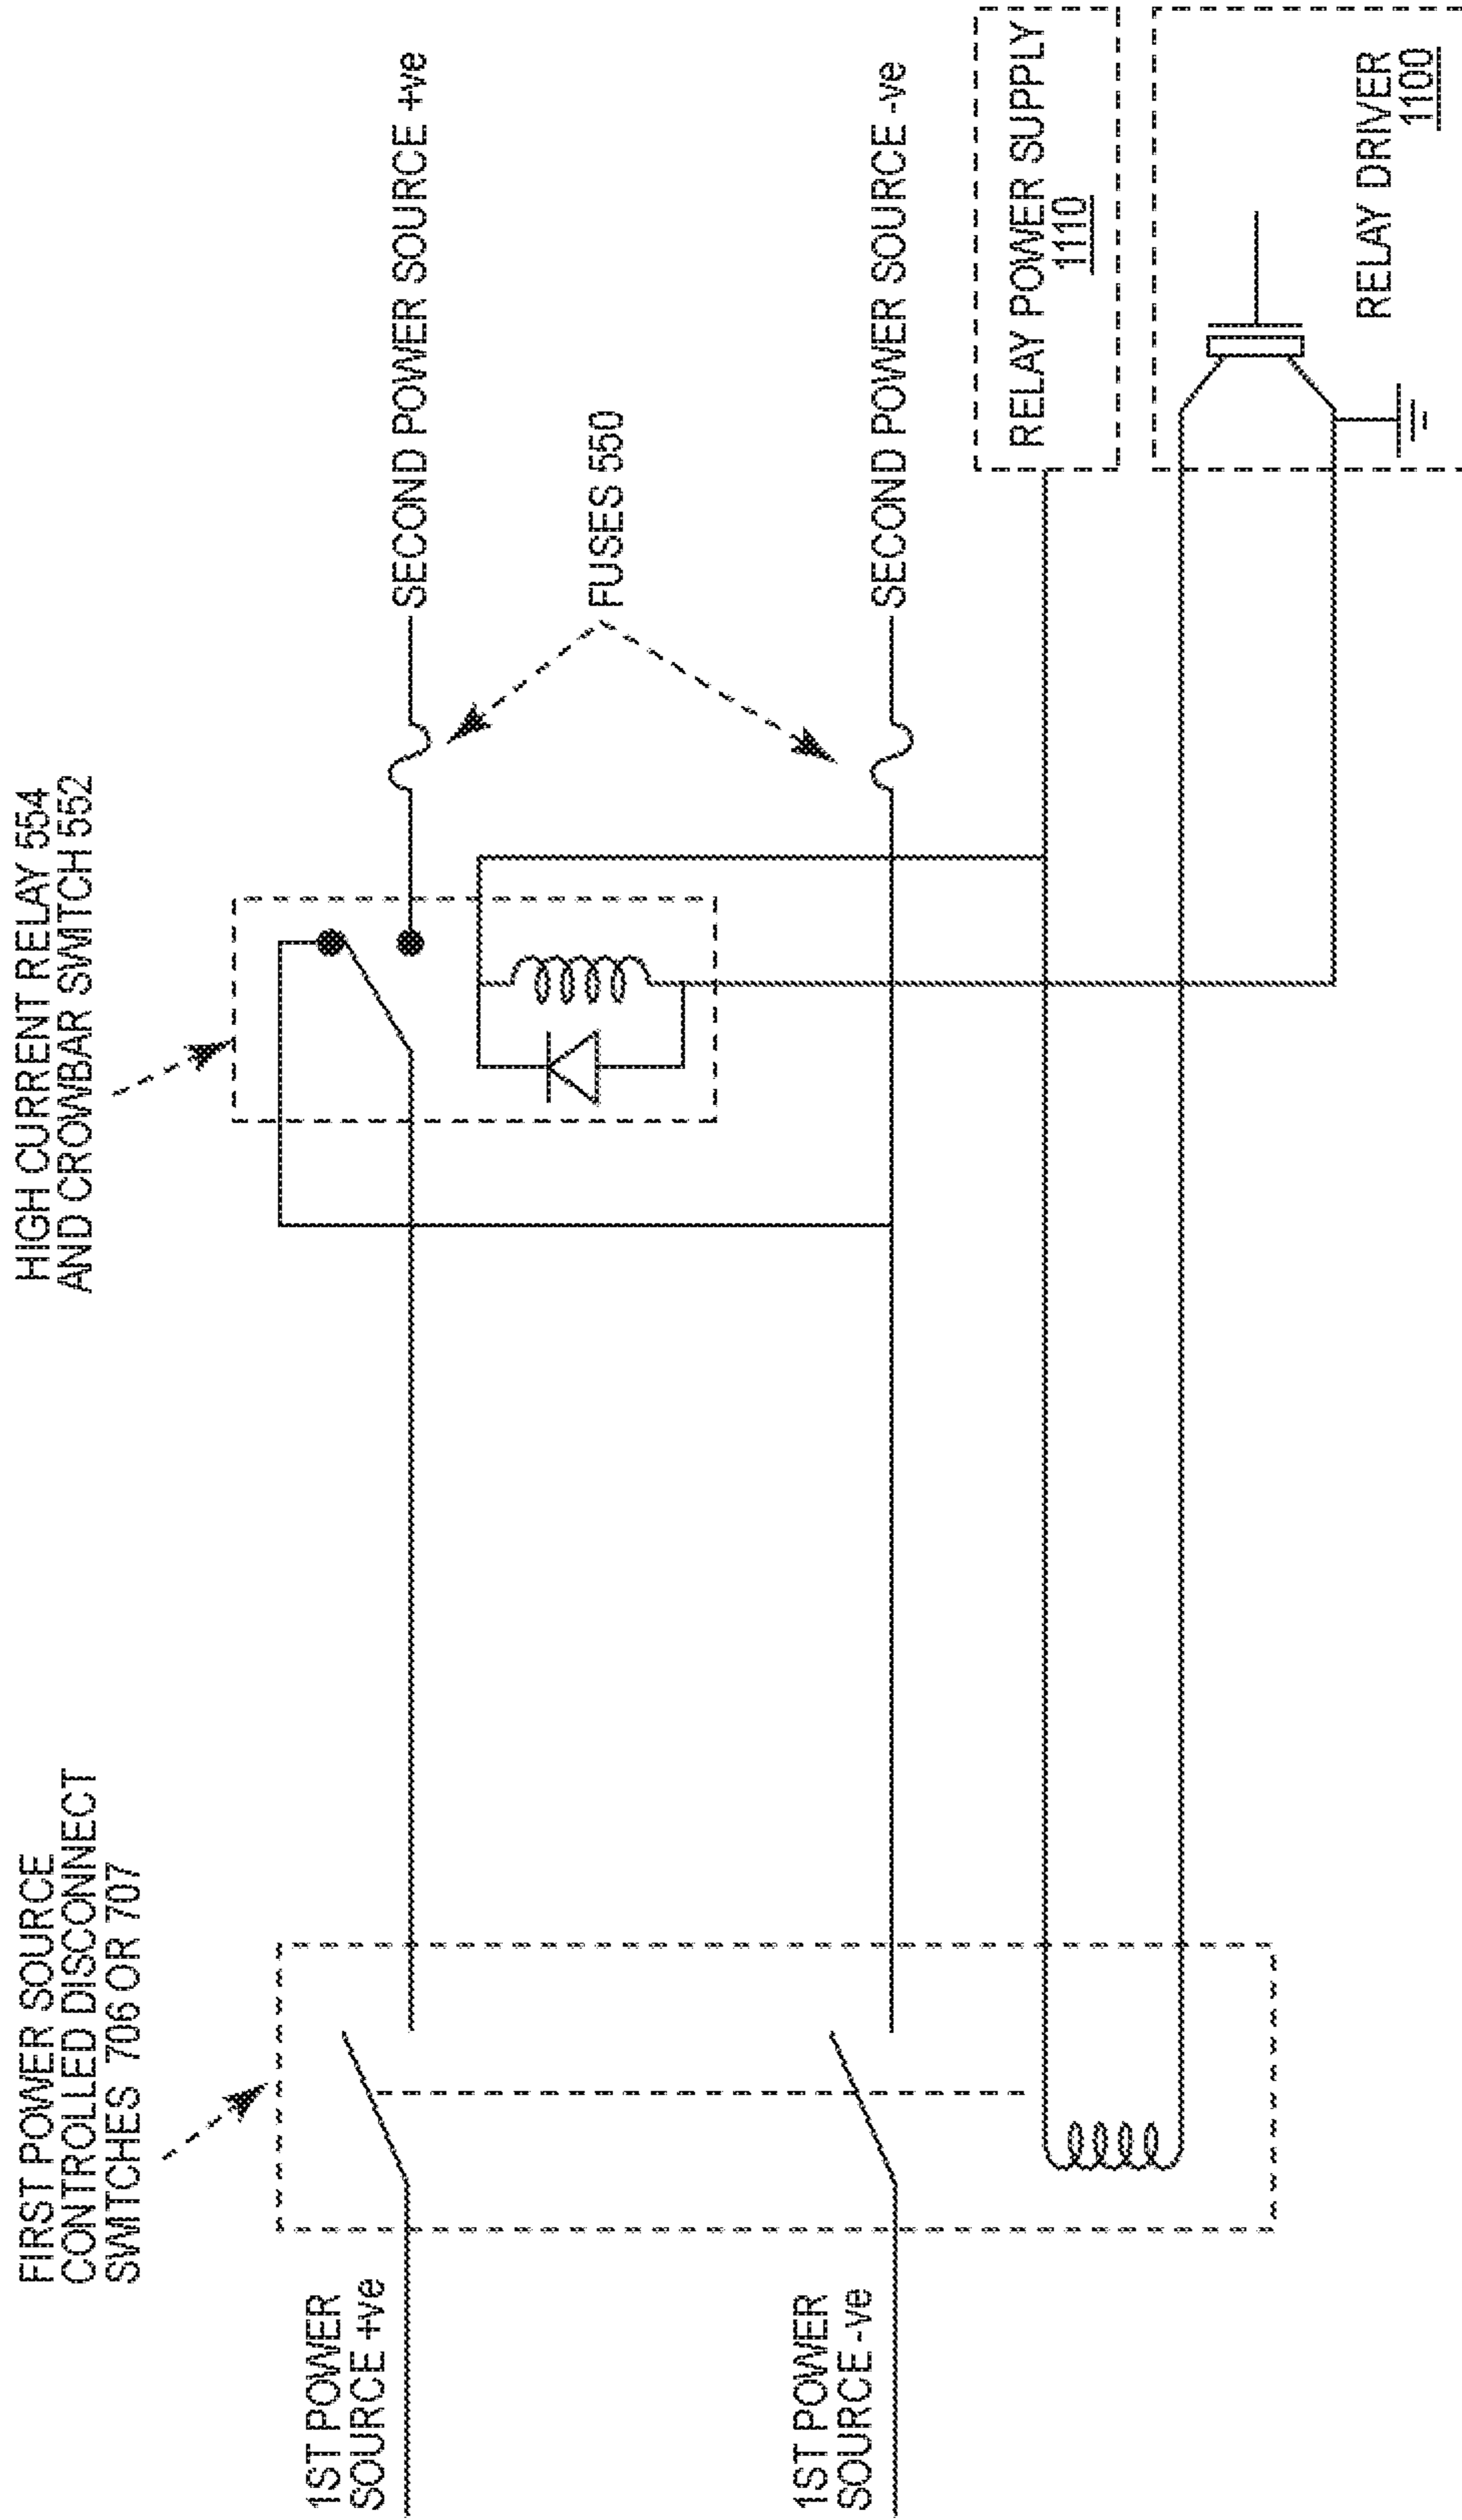 FIRST POWER SOURCE
CONTROLLED DISCONNECT
SWITCHES 706 OR 707
HIGH CURRENT RELAY 554
AND CROWBAR SWITCH 552
1ST POWER
SOURCE +ve
SECOND POWER SOURCE +ve
FUSES 550
1ST POWER
SOURCE -ve
SECOND POWER SOURCE -ve
RELAY POWER SUPPLY
1110
RELAY DRIVER
1100